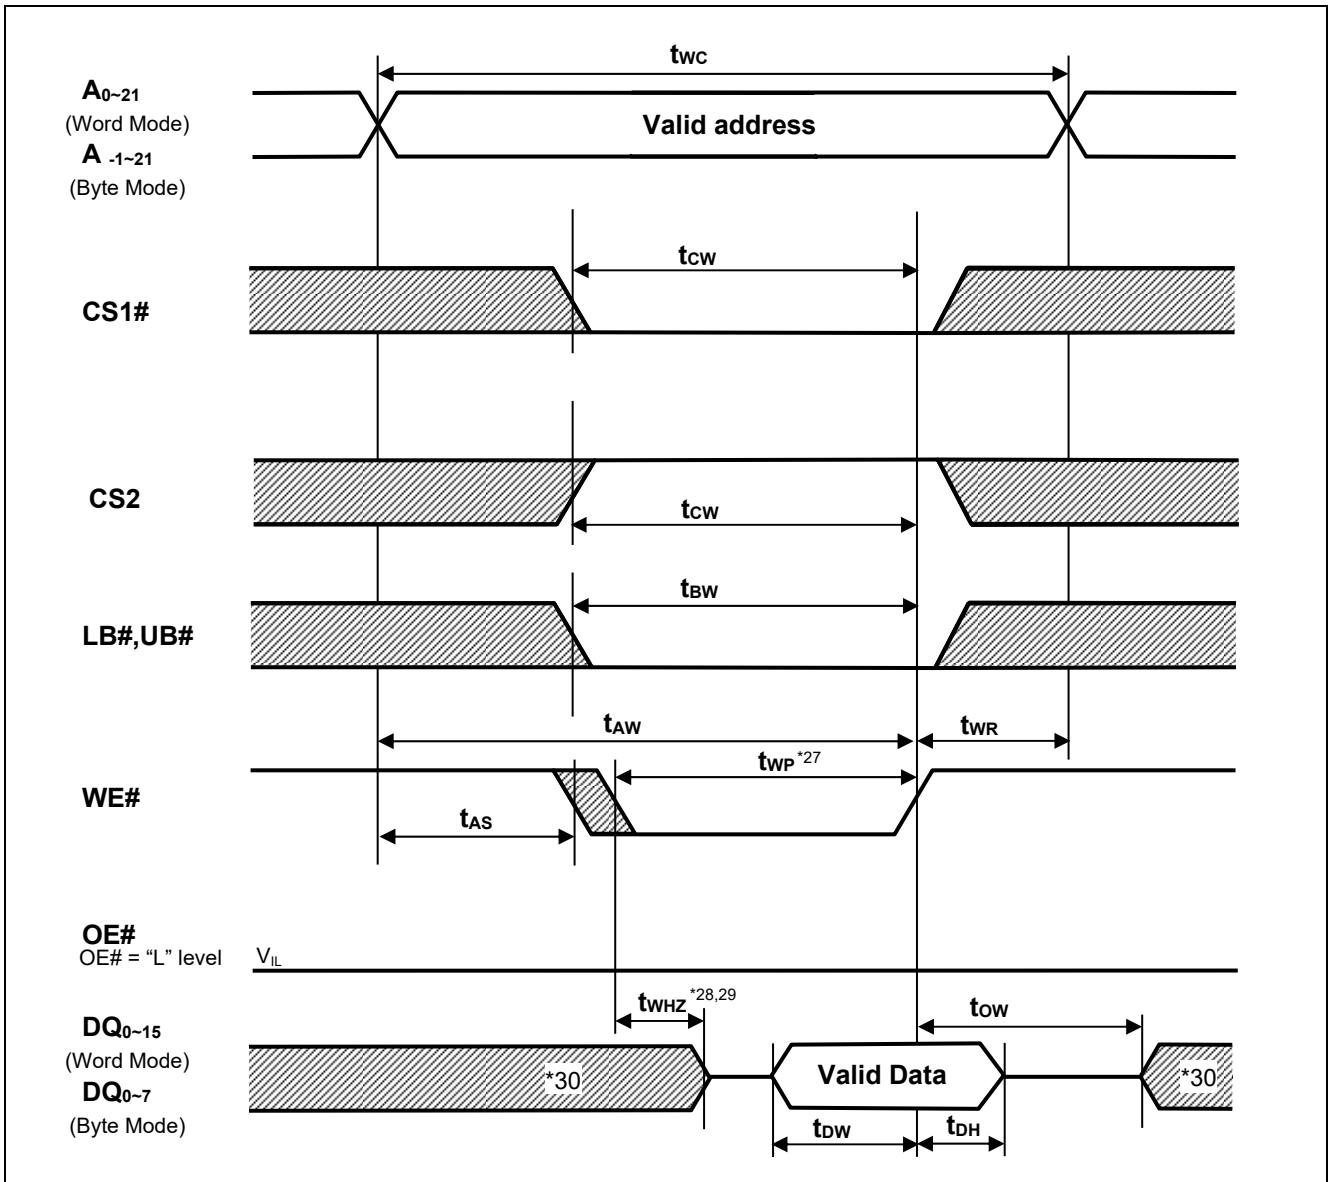 tWC
A0~21
(Word Mode)
Valid address
A -1~21
(Byte Mode)
tCW
CS1#
CS2
tCW
tBW
LB#,UB#
tAW
tWR
tWP *27
WE#
tAS
OE#
OE# = “L” level VIL
tWHZ *28,29
tOW
DQ0~15
(Word Mode)
*30
Valid Data
*30
DQ0~7
(Byte Mode)
tDW
tDH